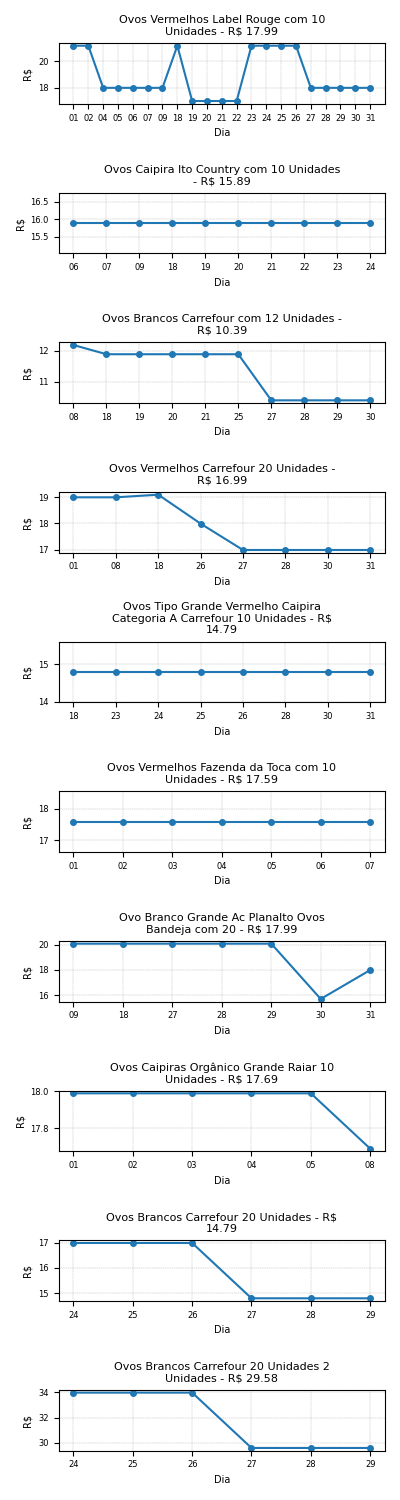 Ovos Vermelhos Label Rouge com 10
Unidades - R$ 17.99
20
18
R$
01 02 04 05 06 07 09 18 19 20 21 22 23 24 25 26 27 28 29 30 31
Dia
Ovos Caipira Ito Country com 10 Unidades
- R$ 15.89
16.5
16.0
15.5
R$
06 07 09 18 19 20 21 22 23 24
Dia
Ovos Brancos Carrefour com 12 Unidades -
R$ 10.39
12
11
R$
08 18 19 20 21 25 27 28 29 30
Dia
Ovos Vermelhos Carrefour 20 Unidades -
R$ 16.99
19
18
17
R$
01 08 18 26 27 28 30 31
Dia
Ovos Tipo Grande Vermelho Caipira
Categoria A Carrefour 10 Unidades - R$
14.79
15
14
R$
18 23 24 25 26 28 30 31
Dia
Ovos Vermelhos Fazenda da Toca com 10
Unidades - R$ 17.59
18
17
R$
01 02 03 04 05 06 07
Dia
Ovo Branco Grande Ac Planalto Ovos
Bandeja com 20 - R$ 17.99
20
18
16
R$
09 18 27 28 29 30 31
Dia
Ovos Caipiras Orgânico Grande Raiar 10
Unidades - R$ 17.69
18.0
17.8
R$
01 02 03 04 05 08
Dia
Ovos Brancos Carrefour 20 Unidades - R$
14.79
17
16
15
R$
24 25 26 27 28 29
Dia
Ovos Brancos Carrefour 20 Unidades 2
Unidades - R$ 29.58
34
32
30
R$
24 25 26 27 28 29
Dia